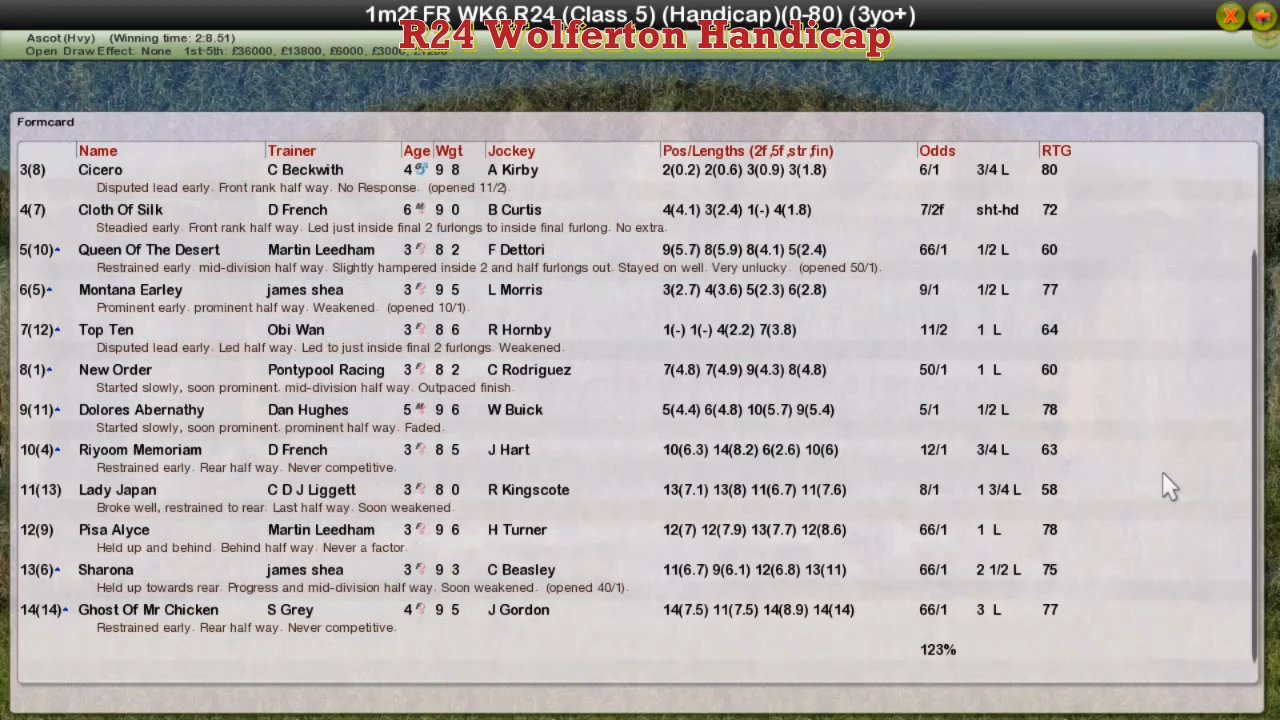 1m2f FR WK6 R24 (Class 5) (Handicap)(0-80) (3yo+)
R24 Wolferton Handicap
Ascot(Hvy) (Winning time: 2:8.51)
Open Draw Effect: None 1st-5th: £36000, £13800, £6000, £3000, £1200
Formcard
Name Trainer Age Wgt Jockey Pos/Lengths (2f,5f,str,fin) Odds RTG
3(8) Cicero C Beckwith 4 9 8 A Kirby 2(0.2) 2(0.6) 3(0.9) 3(1.8) 6/1 3/4 L 80
Disputed lead early. Front rank half way. No Response. (opened 11/2).
4(7) Cloth Of Silk D French 6 9 0 B Curtis 4(4.1) 3(2.4) 1(-) 4(1.8) 7/2f sht-hd 72
Steadied early. Front rank half way. Led just inside final 2 furlongs to inside final furlong. No extra.
5(10) Queen Of The Desert Martin Leedham 3 8 2 F Dettori 9(5.7) 8(5.9) 8(4.1) 5(2.4) 66/1 1/2 L 60
Restrained early. mid-division half way. Slightly hampered inside 2 and half furlongs out. Stayed on well. Very unlucky. (opened 50/1).
6(5) Montana Earley james shea 3 9 5 L Morris 3(2.7) 4(3.6) 5(2.3) 6(2.8) 9/1 1/2 L 77
Prominent early. prominent half way. Weakened. (opened 10/1).
7(12) Top Ten Obi Wan 3 8 6 R Hornby 1(-) 1(-) 4(2.2) 7(3.8) 11/2 1 L 64
Disputed lead early. Led half way. Led to just inside final 2 furlongs. Weakened.
8(1) New Order Pontypool Racing 3 8 2 C Rodriguez 7(4.8) 7(4.9) 9(4.3) 8(4.8) 50/1 1 L 60
Started slowly, soon prominent. mid-division half way. Outpaced finish.
9(11) Dolores Abernathy Dan Hughes 5 9 6 W Buick 5(4.4) 6(4.8) 10(5.7) 9(5.4) 5/1 1/2 L 78
Started slowly, soon prominent. prominent half way. Faded.
10(4) Riyoom Memoriam D French 3 8 5 J Hart 10(6.3) 14(8.2) 6(2.6) 10(6) 12/1 3/4 L 63
Restrained early. Rear half way. Never competitive.
11(13) Lady Japan C D J Liggett 3 8 0 R Kingscote 13(7.1) 13(8) 11(6.7) 11(7.6) 8/1 1 3/4 L 58
Broke well, restrained to rear. Last half way. Soon weakened.
12(9) Pisa Alyce Martin Leedham 3 9 6 H Turner 12(7) 12(7.9) 13(7.7) 12(8.6) 66/1 1 L 78
Held up and behind. Behind half way. Never a factor.
13(6) Sharona james shea 3 9 3 C Beasley 11(6.7) 9(6.1) 12(6.8) 13(11) 66/1 2 1/2 L 75
Held up towards rear. Progress and mid-division half way. Soon weakened. (opened 40/1).
14(14) Ghost Of Mr Chicken S Grey 4 9 5 J Gordon 14(7.5) 11(7.5) 14(8.9) 14(14) 66/1 3 L 77
Restrained early. Rear half way. Never competitive.
123%